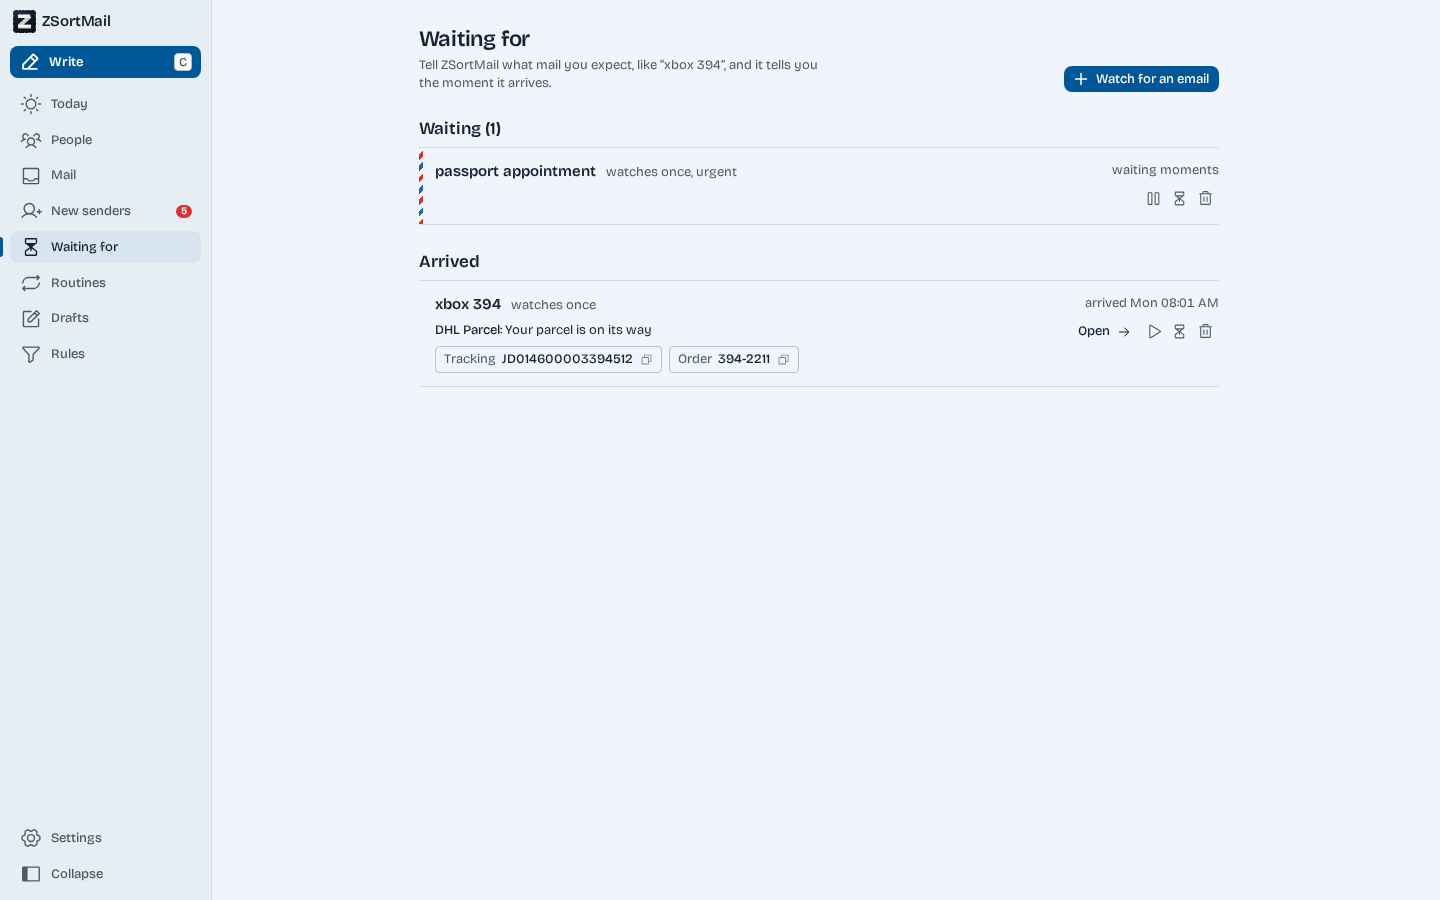 ZSortMail
Write
C
Today
People
Mail
New senders
5
Waiting for
Routines
Drafts
Rules
Settings
Collapse
Waiting for
Tell ZSortMail what mail you expect, like “xbox 394”, and it tells you
the moment it arrives.
Watch for an email
Waiting (1)
passport appointment watches once, urgent
waiting moments
Arrived
xbox 394 watches once
arrived Mon 08:01 AM
DHL Parcel: Your parcel is on its way
Open
Tracking JD014600003394512
Order 394-2211